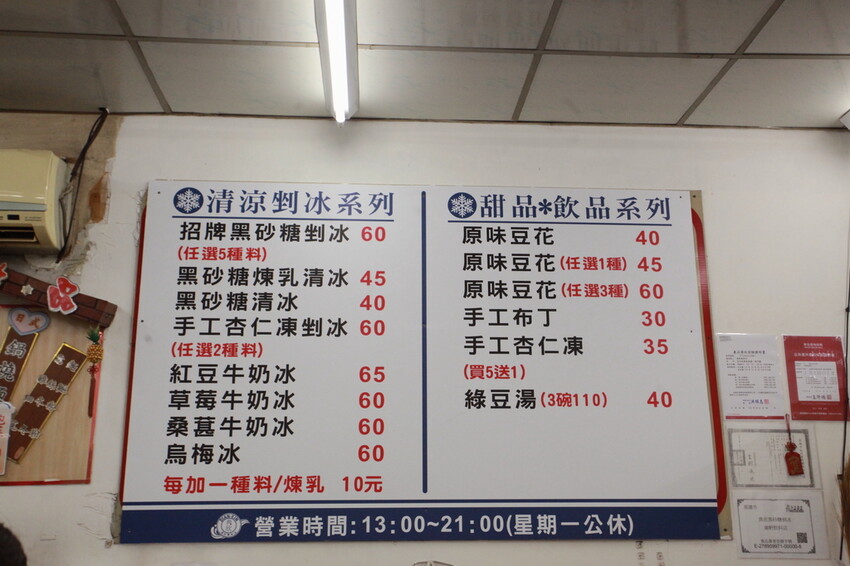 清涼剉冰系列
招牌黑砂糖剉冰 60
(任選5種料)
黑砂糖煉乳清冰 45
黑砂糖清冰 40
手工杏仁凍剉冰 60
(任選2種料)
紅豆牛奶冰 65
草莓牛奶冰 60
桑葚牛奶冰 60
烏梅冰 60
每加一種料/煉乳 10元
甜品*飲品系列
原味豆花 40
原味豆花(任選1種) 45
原味豆花(任選3種) 60
手工布丁 30
手工杏仁凍 35
(買5送1)
綠豆湯(3碗110) 40
營業時間:13:00~21:00(星期一公休)